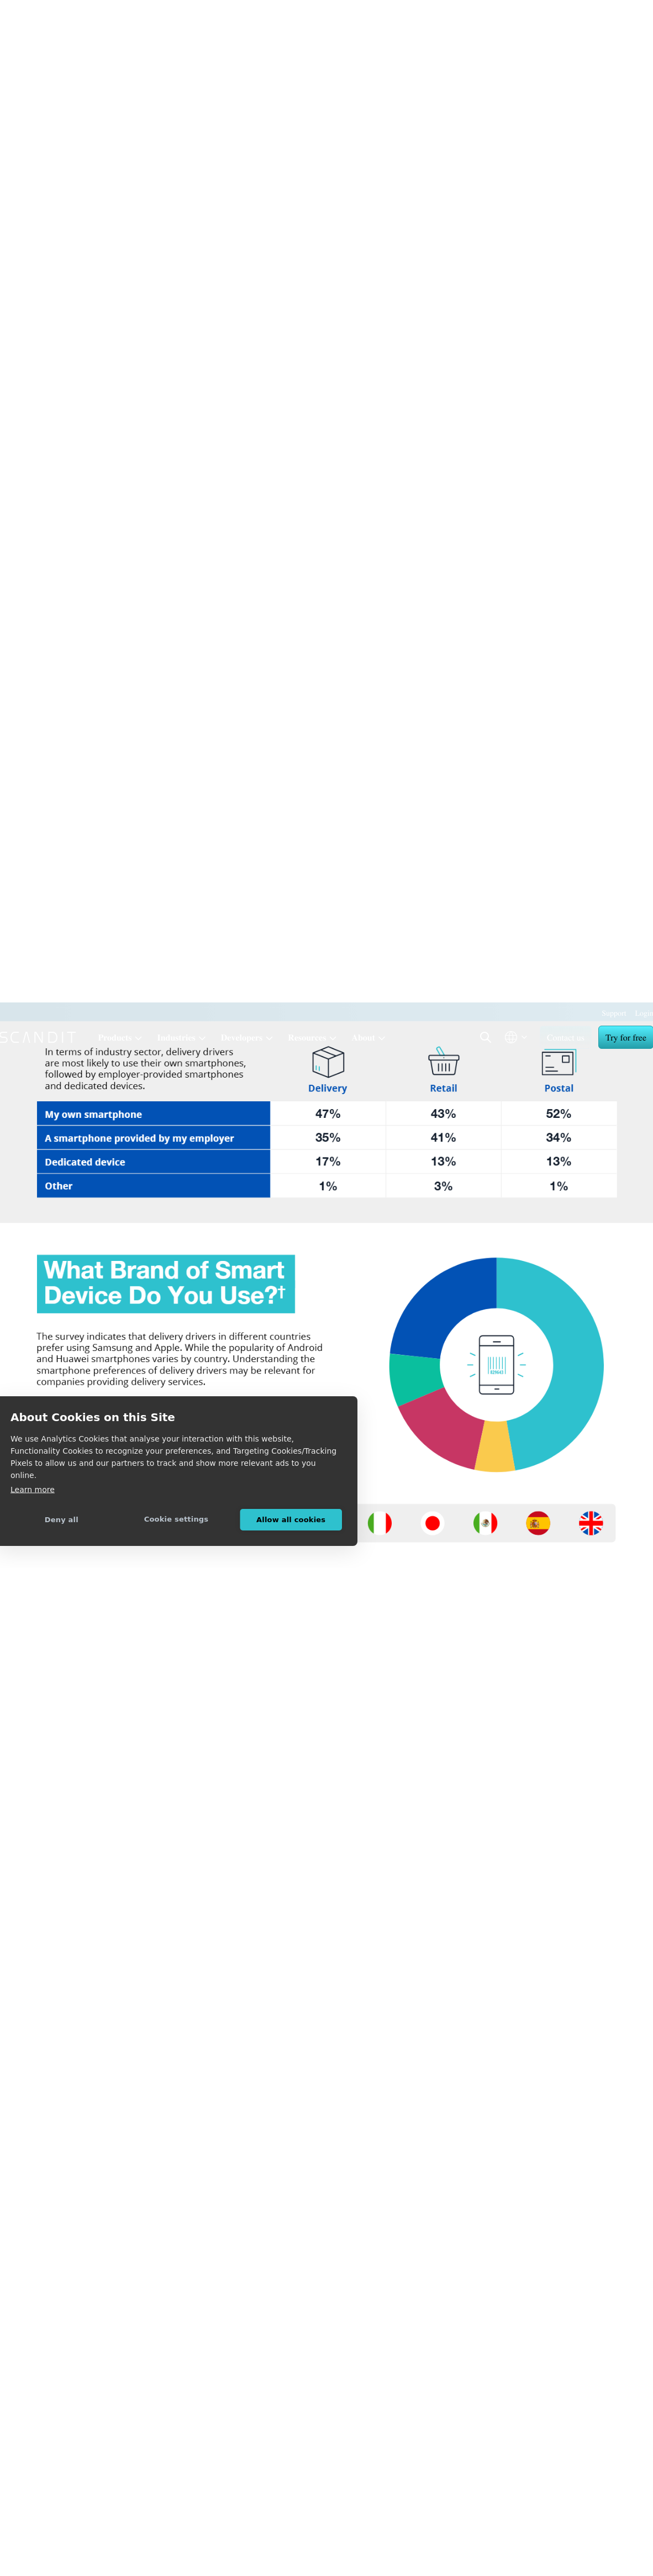 Support Login
SCANDIT Products Industries Developers Resources About Contact us Try for free
In terms of industry sector, delivery drivers
are most likely to use their own smartphones,
followed by employer-provided smartphones
and dedicated devices.
Delivery Retail Postal
My own smartphone 47% 43% 52%
A smartphone provided by my employer 35% 41% 34%
Dedicated device 17% 13% 13%
Other 1% 3% 1%
What Brand of Smart
Device Do You Use?†
The survey indicates that delivery drivers in different countries
prefer using Samsung and Apple. While the popularity of Android
and Huawei smartphones varies by country. Understanding the
smartphone preferences of delivery drivers may be relevant for
companies providing delivery services.
About Cookies on this Site
We use Analytics Cookies that analyse your interaction with this website,
Functionality Cookies to recognize your preferences, and Targeting Cookies/Tracking
Pixels to allow us and our partners to track and show more relevant ads to you
online.
Learn more
Deny all Cookie settings Allow all cookies